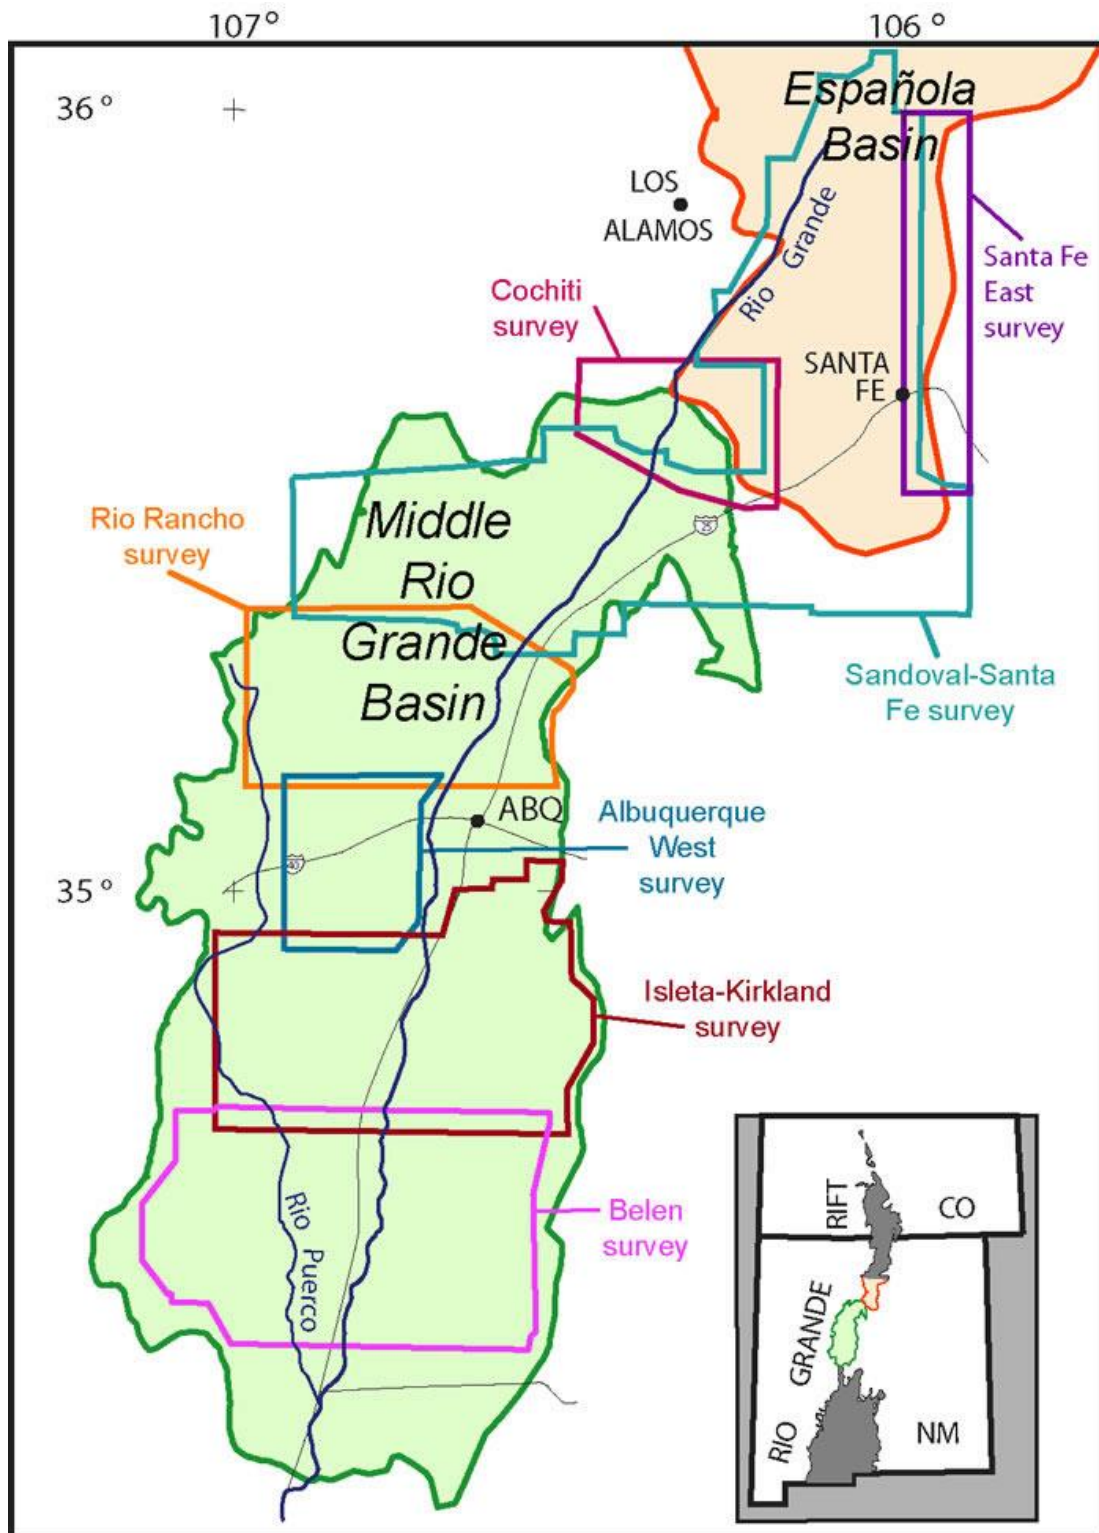 107°
106°
36°
Española
Basin
LOS
ALAMOS
Rio Grande
Santa Fe
East
survey
Cochiti
survey
SANTA
FE
Middle
Rio
Grande
Basin
25
Rio Rancho
survey
Sandoval-Santa
Fe survey
ABQ
Albuquerque
West
survey
40
35°
Isleta-Kirkland
survey
Rio Puerco
Belen
survey
RIO GRANDE RIFT
CO
NM